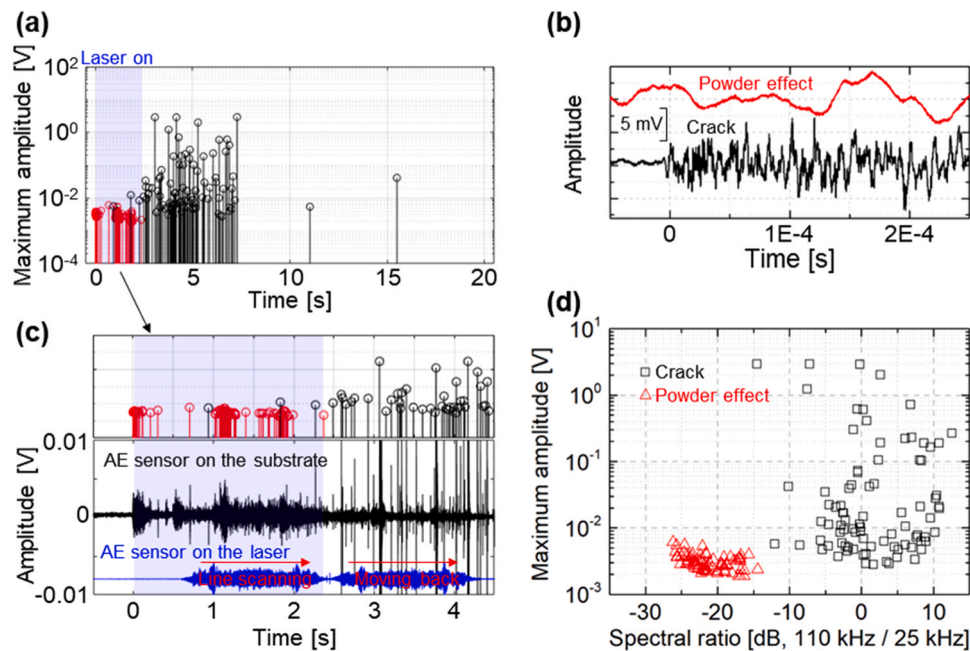 (a)
Laser on
Maximum amplitude [V]
10^2
10^0
10^-2
10^-4
0 5 10 15 20
Time [s]
(b)
Powder effect
5 mV
Crack
Amplitude
0 1E-4 2E-4
Time [s]
(c)
0.01
AE sensor on the substrate
0
AE sensor on the laser
Line scanning Moving back
-0.01
Amplitude [V]
0 1 2 3 4
Time [s]
(d)
Maximum amplitude [V]
10^1
Crack
Powder effect
10^0
10^-1
10^-2
10^-3
-30 -20 -10 0 10
Spectral ratio [dB, 110 kHz / 25 kHz]